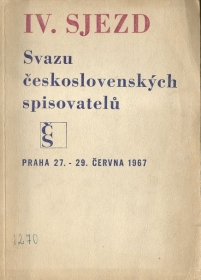 IV. SJEZD
Svazu
československých
spisovatelů
ČS
PRAHA 27. - 29. ČERVNA 1967
1270